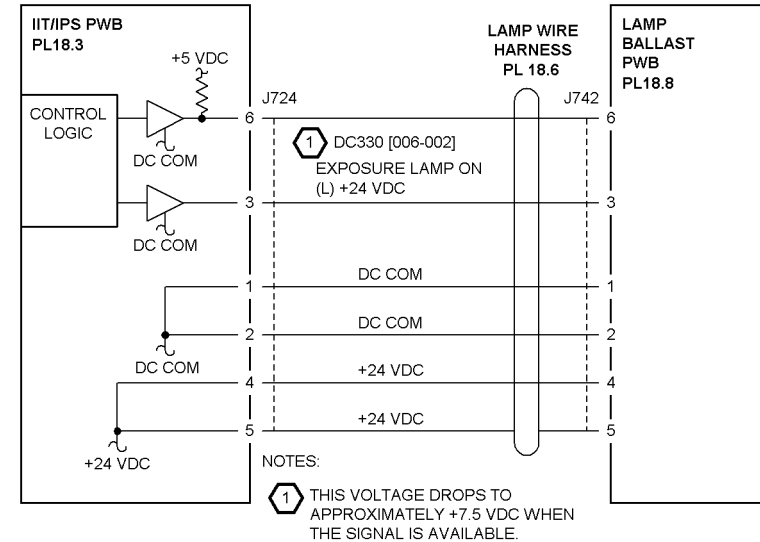 IIT/IPS PWB
PL18.3
+5 VDC
LAMP WIRE
HARNESS
PL 18.6
LAMP
BALLAST
PWB
PL18.8
J724
J742
CONTROL
LOGIC
6
6
DC COM
1
DC330 [006-002]
EXPOSURE LAMP ON
(L) +24 VDC
3
3
DC COM
DC COM
1
1
DC COM
2
2
DC COM
+24 VDC
4
4
+24 VDC
5
5
+24 VDC
NOTES:
1
THIS VOLTAGE DROPS TO
APPROXIMATELY +7.5 VDC WHEN
THE SIGNAL IS AVAILABLE.